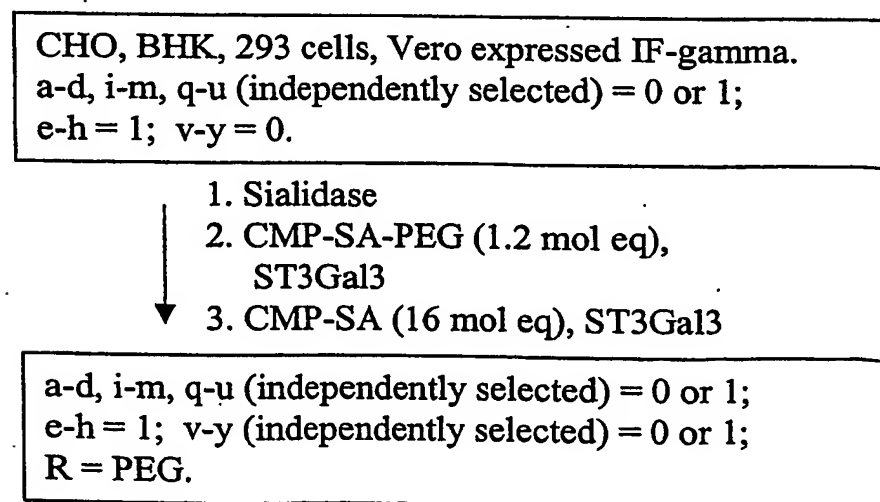 CHO, BHK, 293 cells, Vero expressed IF-gamma.
a-d, i-m, q-u (independently selected) = 0 or 1;
e-h = 1; v-y = 0.
1. Sialidase
2. CMP-SA-PEG (1.2 mol eq),
ST3Gal3
3. CMP-SA (16 mol eq), ST3Gal3
a-d, i-m, q-u (independently selected) = 0 or 1;
e-h = 1; v-y (independently selected) = 0 or 1;
R = PEG.